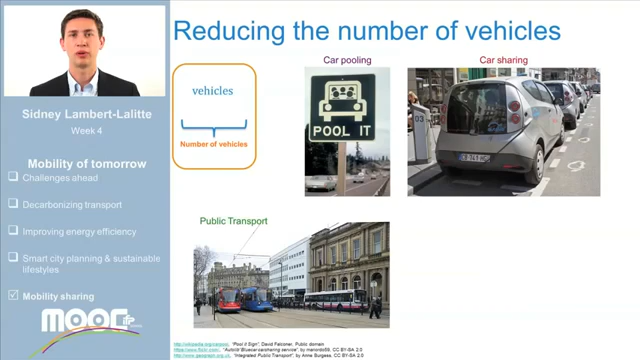 Reducing the number of vehicles
Car pooling
Car sharing
vehicles
Number of vehicles
POOL IT
03
Sidney Lambert-Lalitte
Week 4
Mobility of tomorrow
Challenges ahead
Decarbonizing transport
Improving energy efficiency
Smart city planning & sustainable
lifestyles
Mobility sharing
Public Transport
MOOC